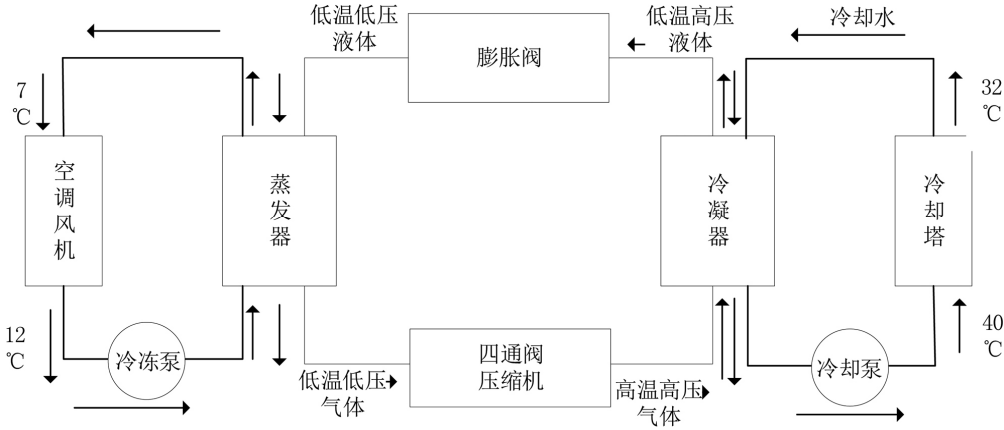 低温低压
液体
膨胀阀
低温高压
液体
冷却水
7
℃
32
℃
空调风机
蒸发器
冷凝器
冷却塔
12
℃
冷冻泵
四通阀
压缩机
冷却泵
40
℃
低温低压
气体
高温高压
气体